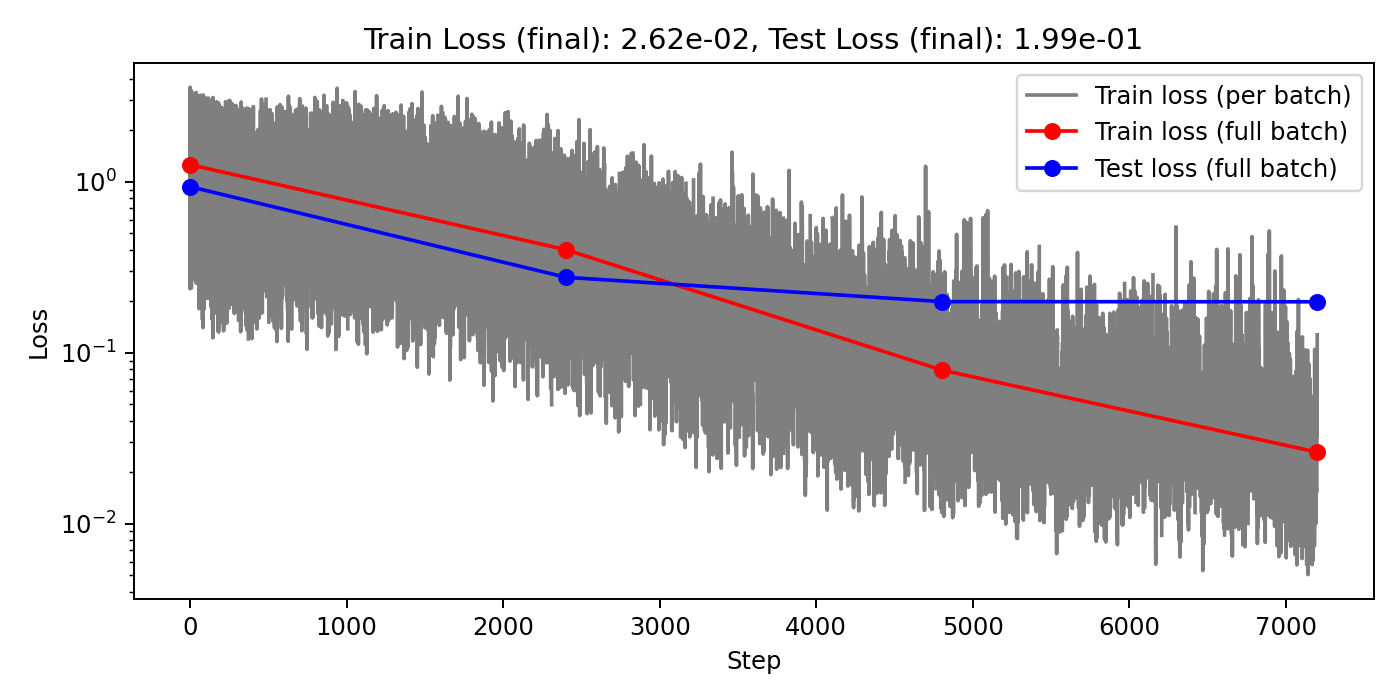 Train Loss (final): 2.62e-02, Test Loss (final): 1.99e-01
Train loss (per batch)
Train loss (full batch)
Test loss (full batch)
Loss
10⁰
10⁻¹
10⁻²
0 1000 2000 3000 4000 5000 6000 7000
Step